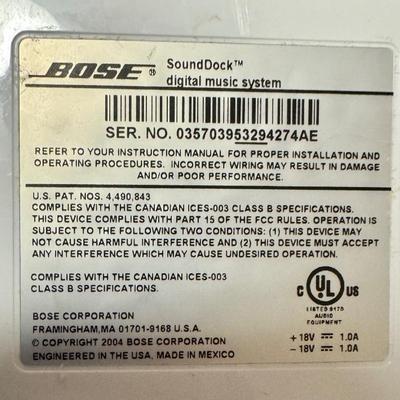 BOSE® SoundDock™
digital music system
SER. NO. 035703953294274AE
REFER TO YOUR INSTRUCTION MANUAL FOR PROPER INSTALLATION AND
OPERATING PROCEDURES. INCORRECT WIRING MAY RESULT IN DAMAGE
AND/OR POOR PERFORMANCE.
U.S. PAT. NOS. 4,490,843
COMPLIES WITH THE CANADIAN ICES-003 CLASS B SPECIFICATIONS.
THIS DEVICE COMPLIES WITH PART 15 OF THE FCC RULES. OPERATION IS
SUBJECT TO THE FOLLOWING TWO CONDITIONS: (1) THIS DEVICE MAY
NOT CAUSE HARMFUL INTERFERENCE AND (2) THIS DEVICE MUST ACCEPT
ANY INTERFERENCE WHICH MAY CAUSE UNDESIRED OPERATION.
COMPLIES WITH THE CANADIAN ICES-003
CLASS B SPECIFICATIONS.
C UL US
LISTED 917D
AUDIO
EQUIPMENT
BOSE CORPORATION
FRAMINGHAM,MA 01701-9168 U.S.A.
© COPYRIGHT 2004 BOSE CORPORATION
ENGINEERED IN THE U.S.A. MADE IN MEXICO
+18V 1.0A
-18V 1.0A